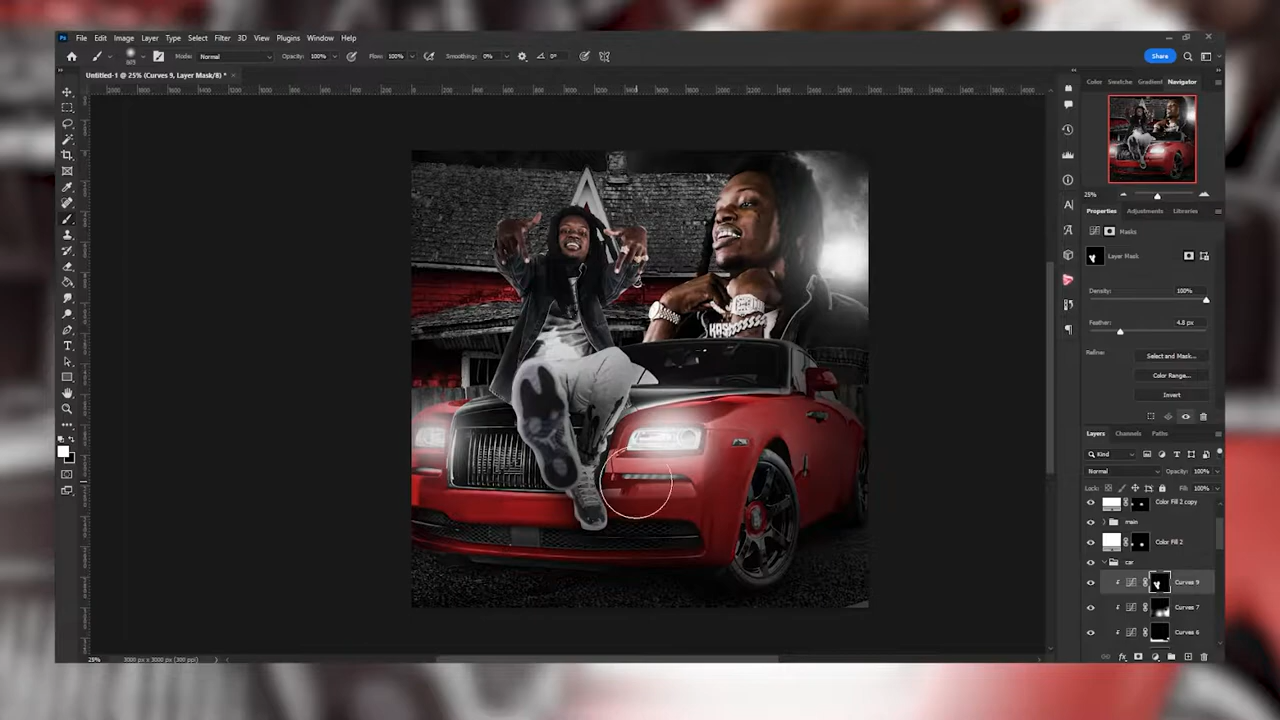 Ps File Edit Image Layer Type Select Filter 3D View Plugins Window Help
Mode: Normal Opacity: 100% Flow: 100% Smoothing: 0% 0° Share
Untitled-1 @ 25% (Curves 9, Layer Mask/8) *
Color Swatches Gradient Navigator
25%
Properties Adjustments Libraries
Masks
Layer Mask
Density: 100%
Feather: 4.8 px
Refine:
Select and Mask...
Color Range...
Invert
Layers Channels Paths
Kind
Normal Opacity: 100%
Lock: Fill: 100%
Color Fill 2 copy
main
Color Fill 2
car
Curves 9
Curves 7
Curves 6
25% 3000 px x 3000 px (300 ppi)